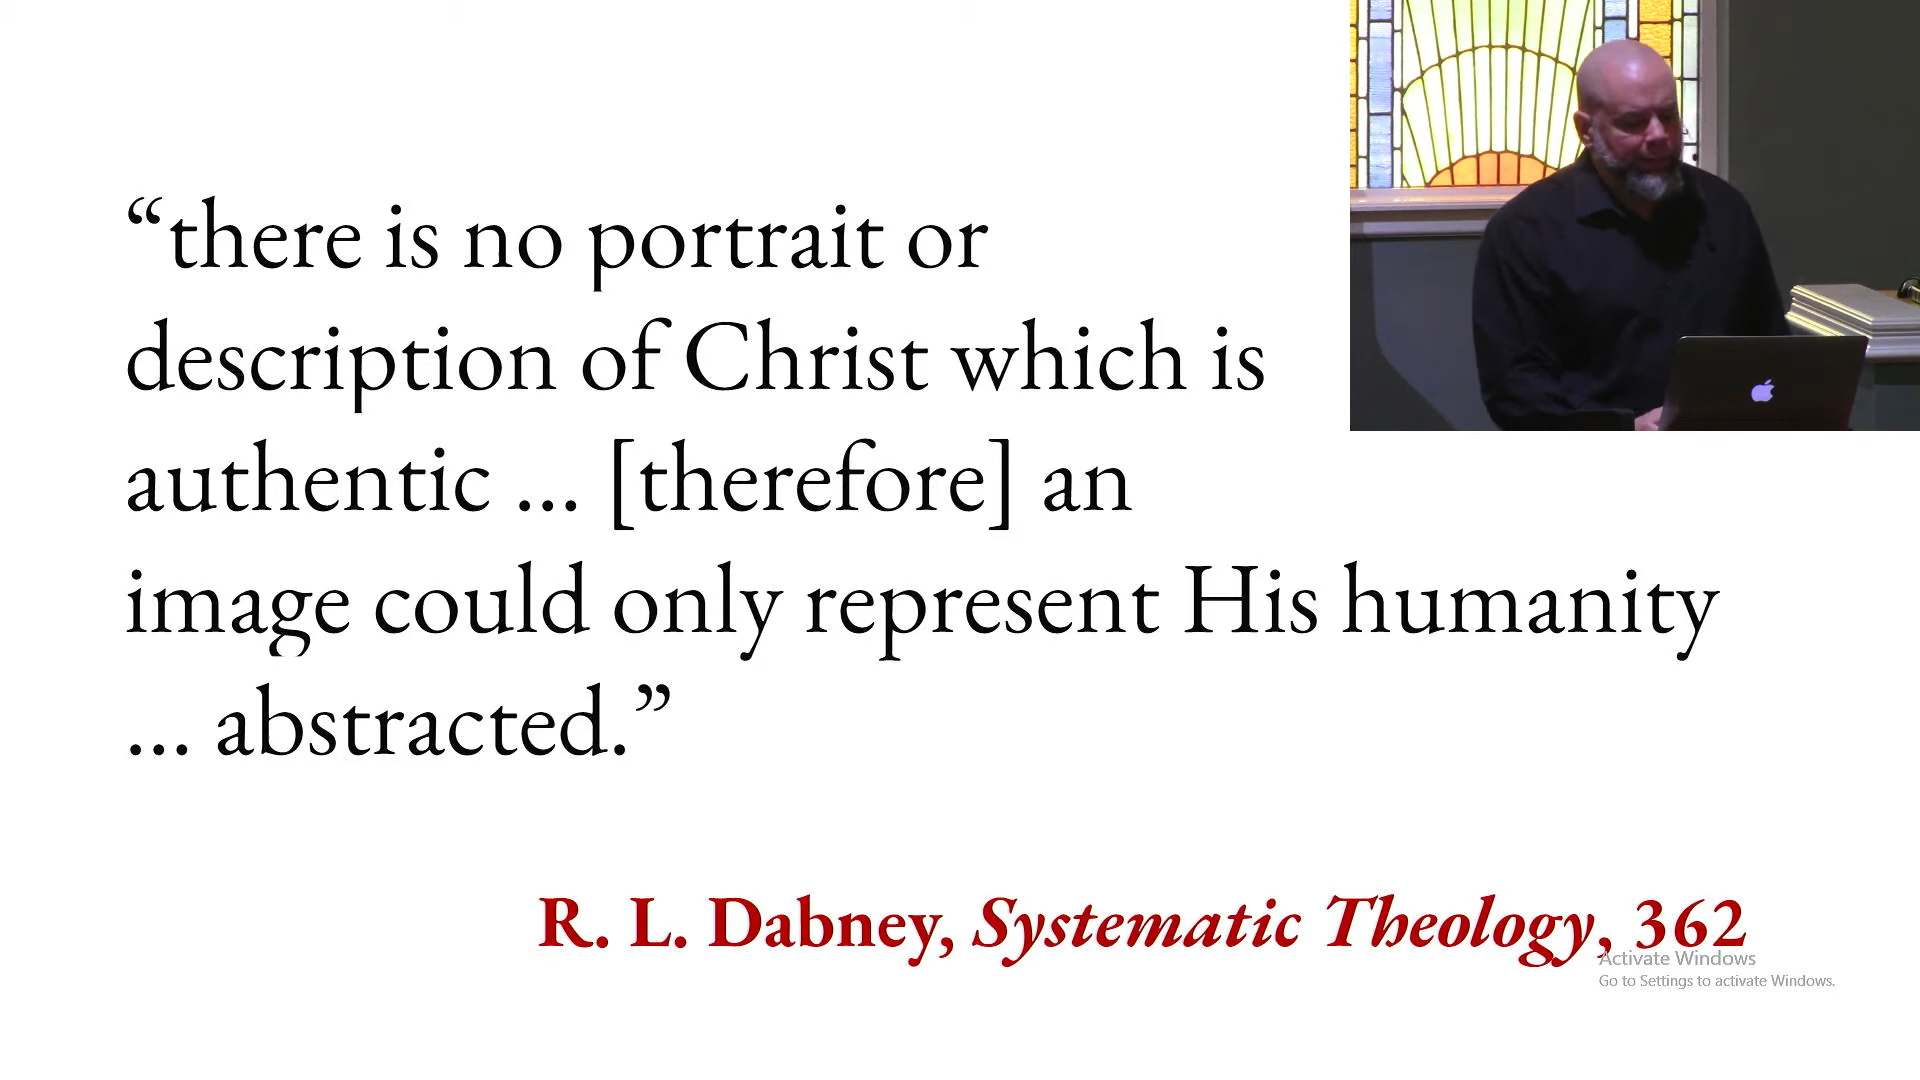 “there is no portrait or
description of Christ which is
authentic ... [therefore] an
image could only represent His humanity
... abstracted.”
R. L. Dabney, Systematic Theology, 362
Activate Windows
Go to Settings to activate Windows.